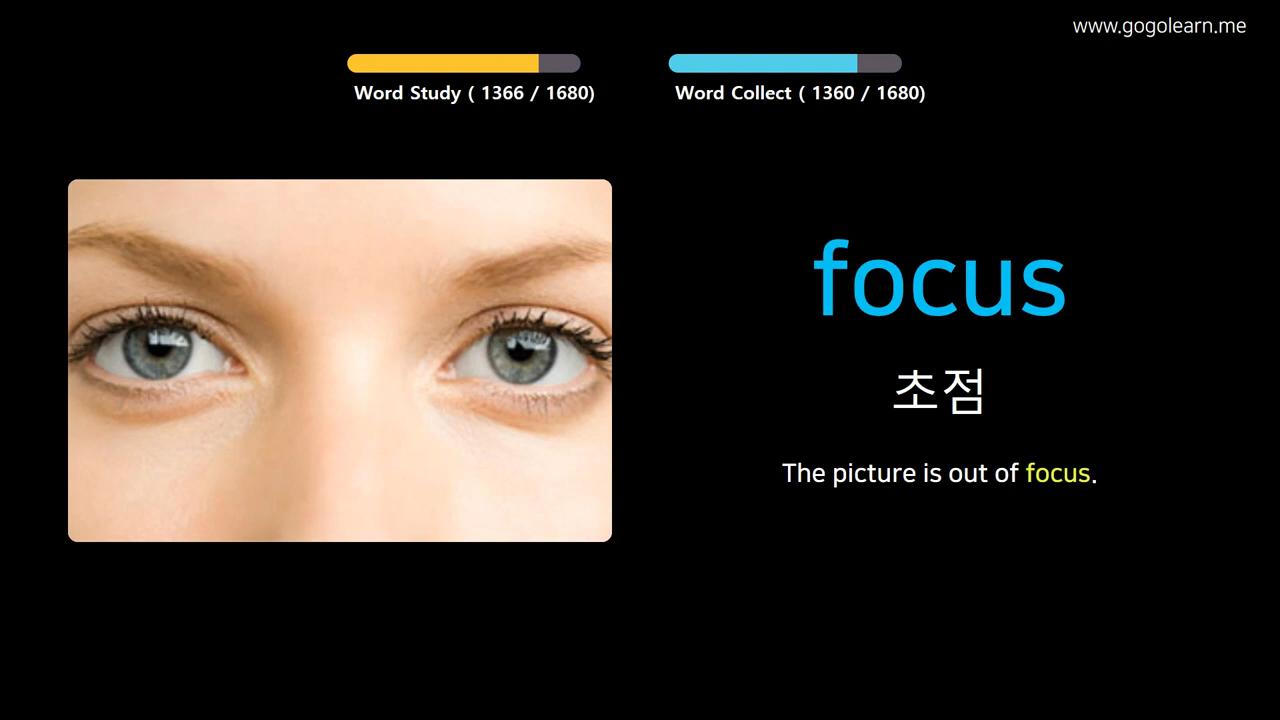 www.gogolearn.me
Word Study ( 1366 / 1680)
Word Collect ( 1360 / 1680)
focus
초점
The picture is out of focus.